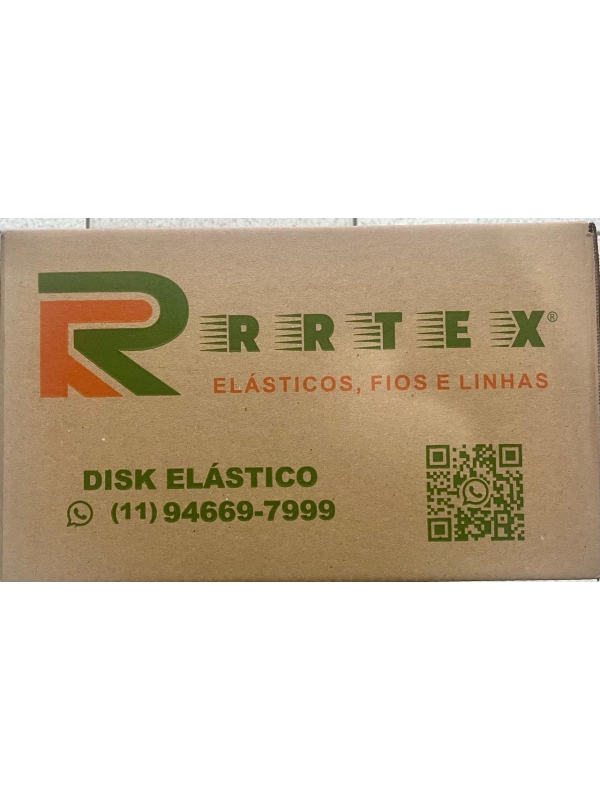 RRTEX®
ELÁSTICOS, FIOS E LINHAS
DISK ELÁSTICO
(11) 94669-7999